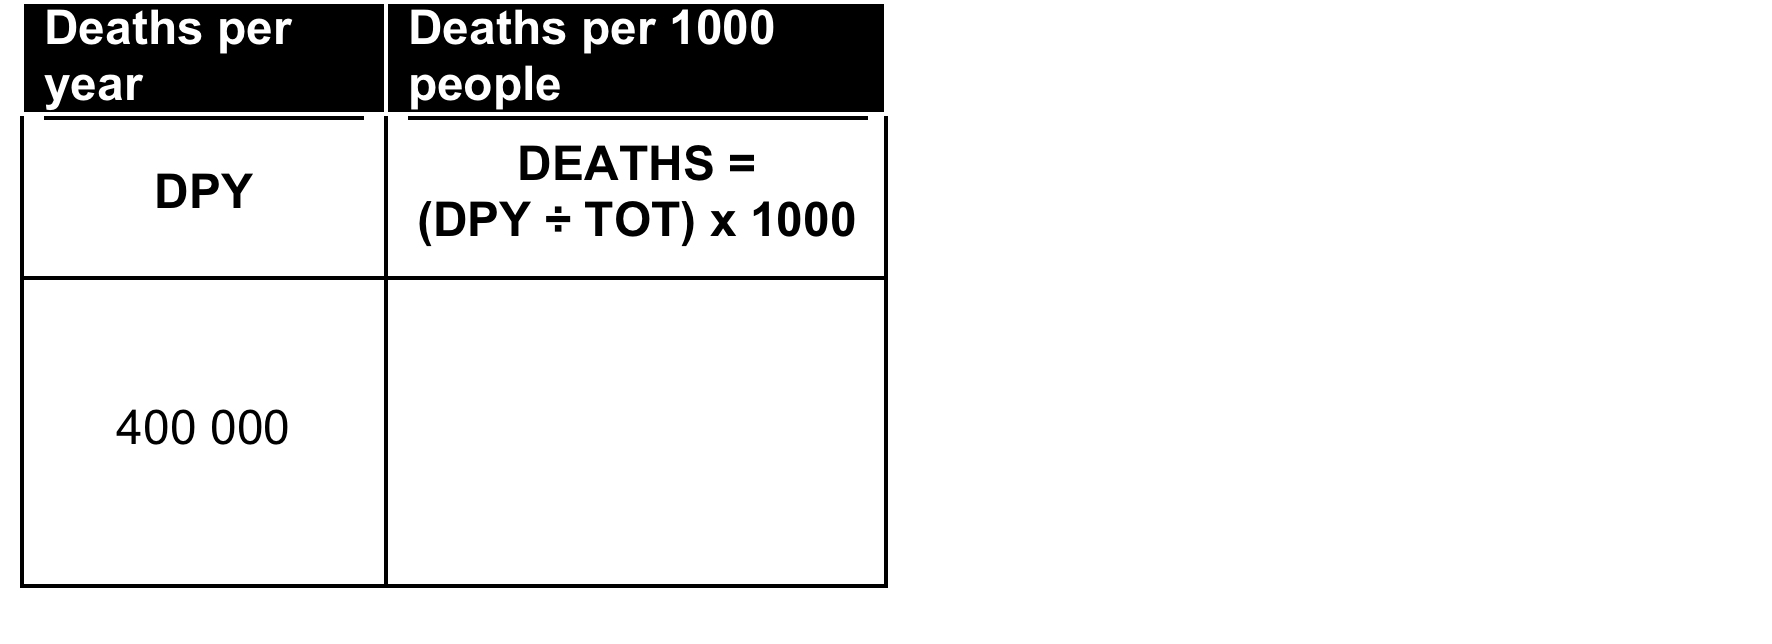 Deaths per
year
Deaths per 1000
people
DPY
DEATHS =
(DPY ÷ TOT) x 1000
400 000